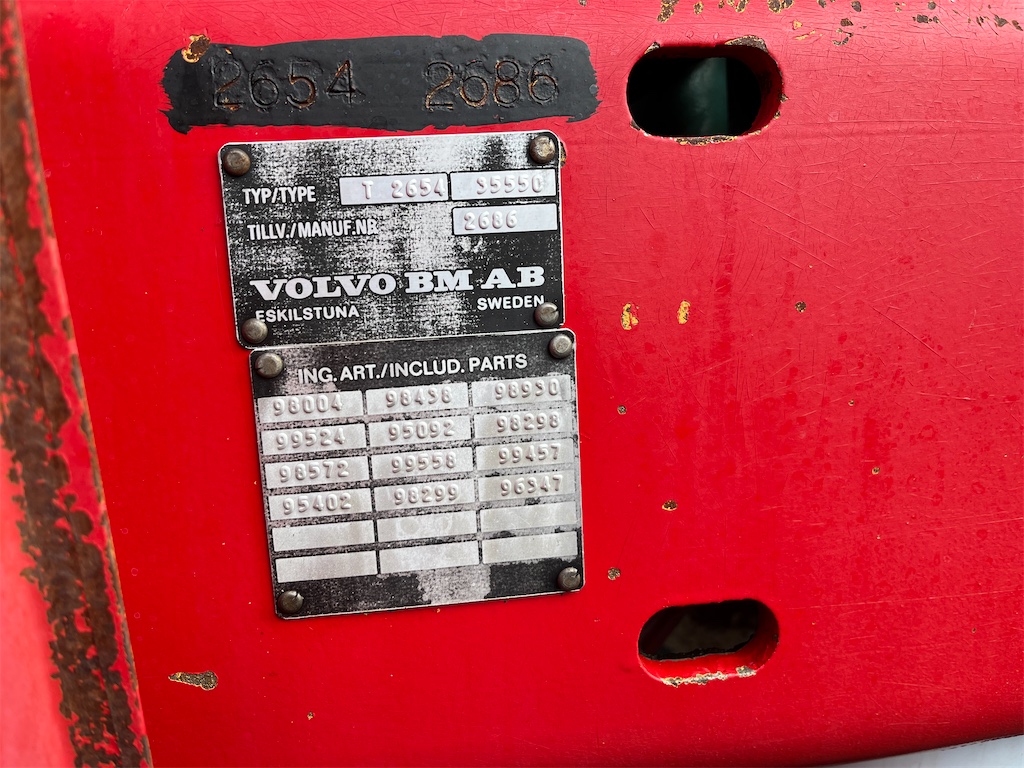 2654 2686
TYP/TYPE T 2654 35550
TILLV./MANUF.NR 2686
VOLVO BM AB
ESKILSTUNA SWEDEN
ING. ART./INCLUD. PARTS
98004 98438 98930
99524 95092 98298
98572 99558 99457
95402 98299 96347